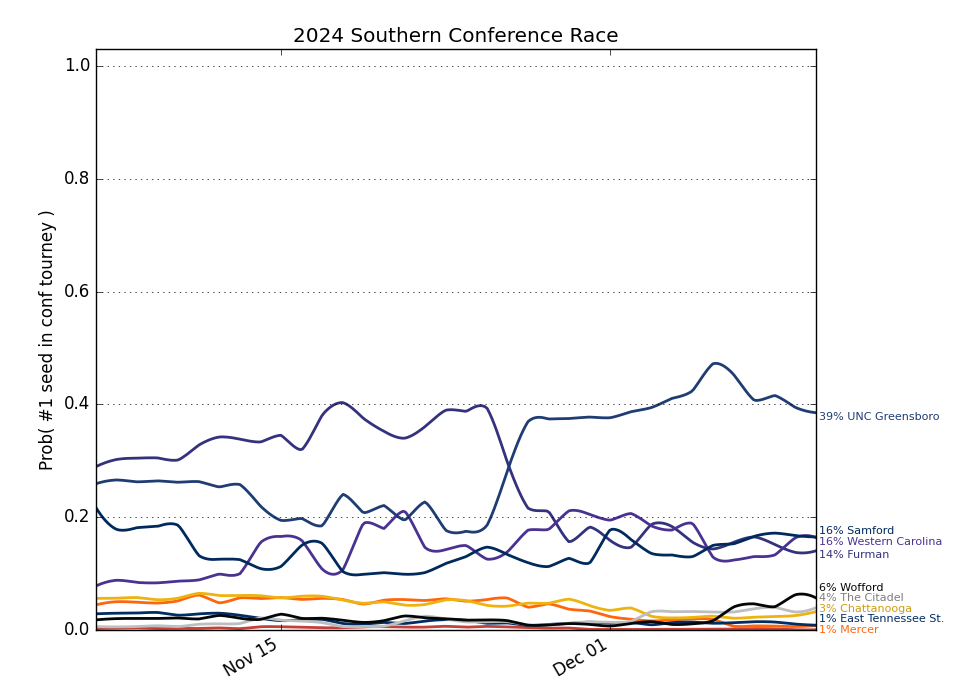 2024 Southern Conference Race
Prob( #1 seed in conf tourney )
1.0
0.8
0.6
0.4
0.2
0.0
Nov 15
Dec 01
39% UNC Greensboro
16% Samford
16% Western Carolina
14% Furman
6% Wofford
4% The Citadel
3% Chattanooga
1% East Tennessee St.
1% Mercer